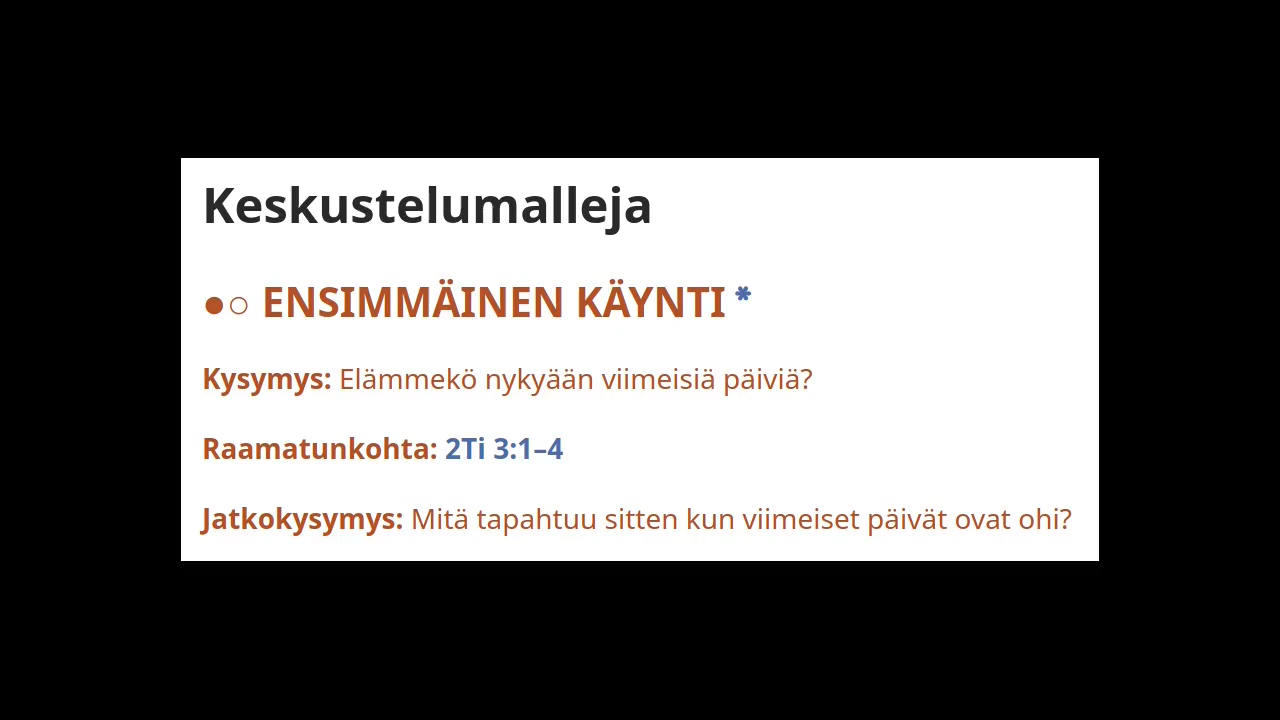 Keskustelumalleja
●○ ENSIMMÄINEN KÄYNTI *
Kysymys: Elämmekö nykyään viimeisiä päiviä?
Raamatunkohta: 2Ti 3:1–4
Jatkokysymys: Mitä tapahtuu sitten kun viimeiset päivät ovat ohi?